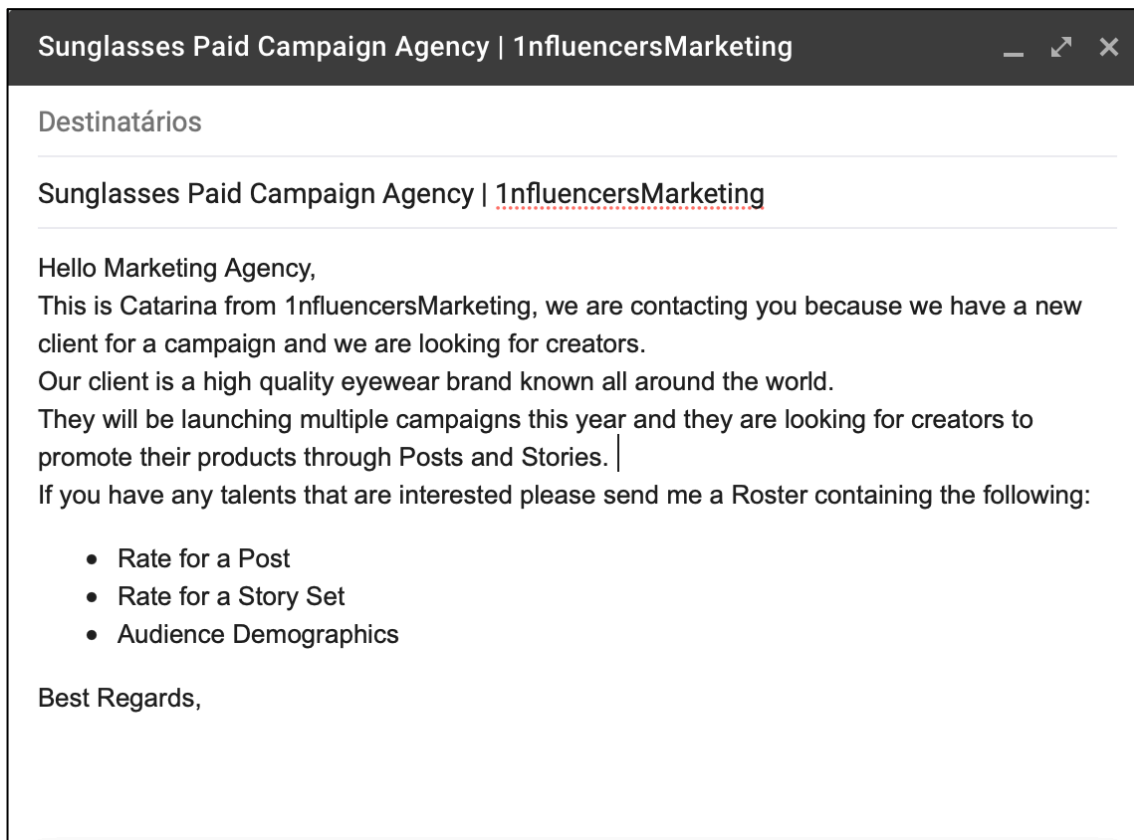 Sunglasses Paid Campaign Agency | 1nfluencersMarketing
Destinatários
Sunglasses Paid Campaign Agency | 1nfluencersMarketing
Hello Marketing Agency,
This is Catarina from 1nfluencersMarketing, we are contacting you because we have a new
client for a campaign and we are looking for creators.
Our client is a high quality eyewear brand known all around the world.
They will be launching multiple campaigns this year and they are looking for creators to
promote their products through Posts and Stories.
If you have any talents that are interested please send me a Roster containing the following:
• Rate for a Post
• Rate for a Story Set
• Audience Demographics
Best Regards,